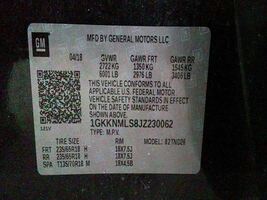 MFD BY GENERAL MOTORS LLC
GM
04/18 GVWR GAWR FRT GAWR RR
2722 KG 1350 KG 1545 KG
6001 LB 2976 LB 3406 LB
THIS VEHICLE CONFORMS TO ALL
APPLICABLE U.S. FEDERAL MOTOR
VEHICLE SAFETY STANDARDS IN EFFECT
ON THE DATE OF MANUFACTURE
SHOWN ABOVE.
1GKKNMLS8JZ230062
TYPE: M.P.V.
TIRE SIZE RIM MODEL:
FRT 235/65R18 H 18X7.5J
RR 235/65R18 H 18X7.5J
SPA T135/70R18 M 18X4.5B